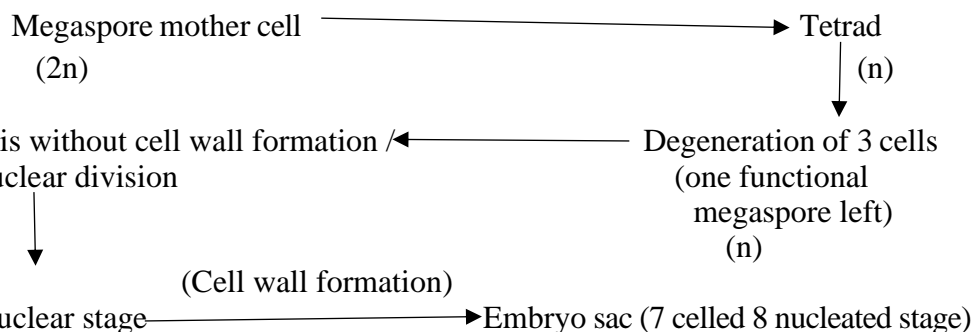 Megaspore mother cell Tetrad
(2n) (n)
is without cell wall formation / Degeneration of 3 cells
division (one functional
megaspore left)
(n)
(Cell wall formation)
stage Embryo sac (7 celled 8 nucleated stage)